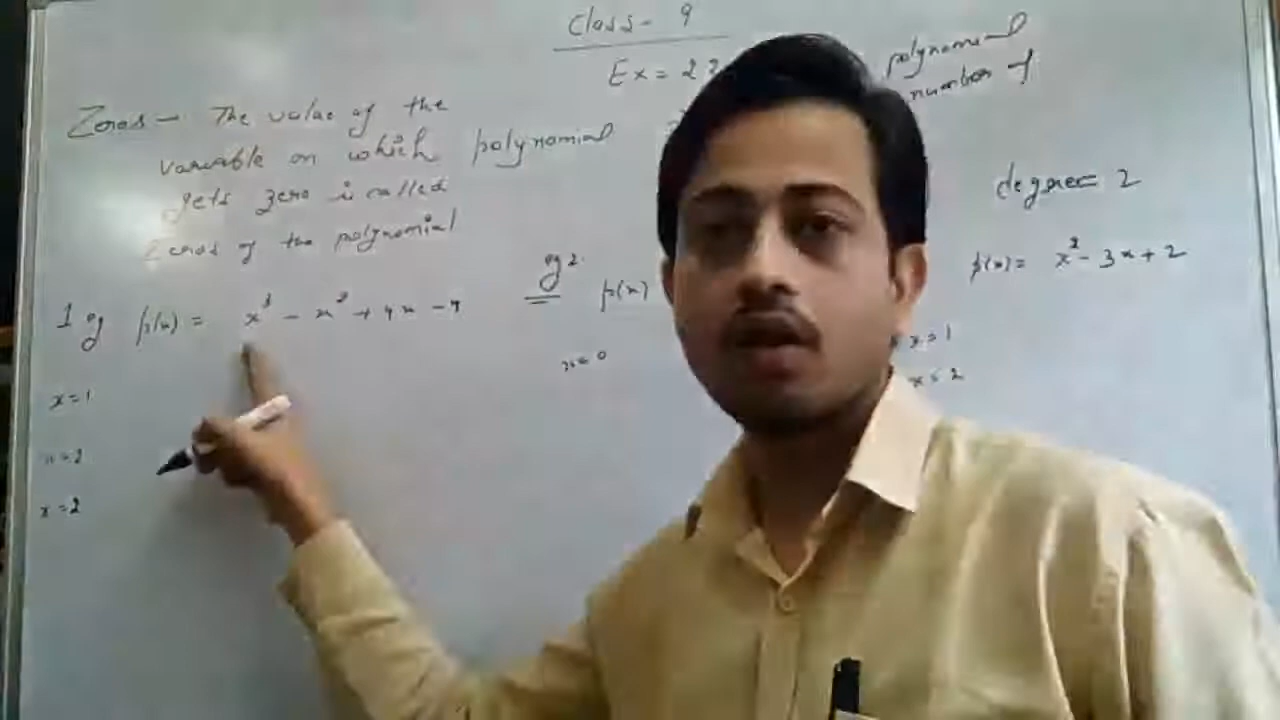 Class - 9
Ex = 2.2
polynomial
number of
Zeros - The value of the
variable on which polynomial
gets zero is called
Zeros of the polynomial
degree = 2
eg 2.
p(x) = x² - 3x + 2
1 eg p(x) = x³ - x² + 4x - 4
p(x)
x = 0
x = 1
x = 2
x = 1
x = 2
x = 2